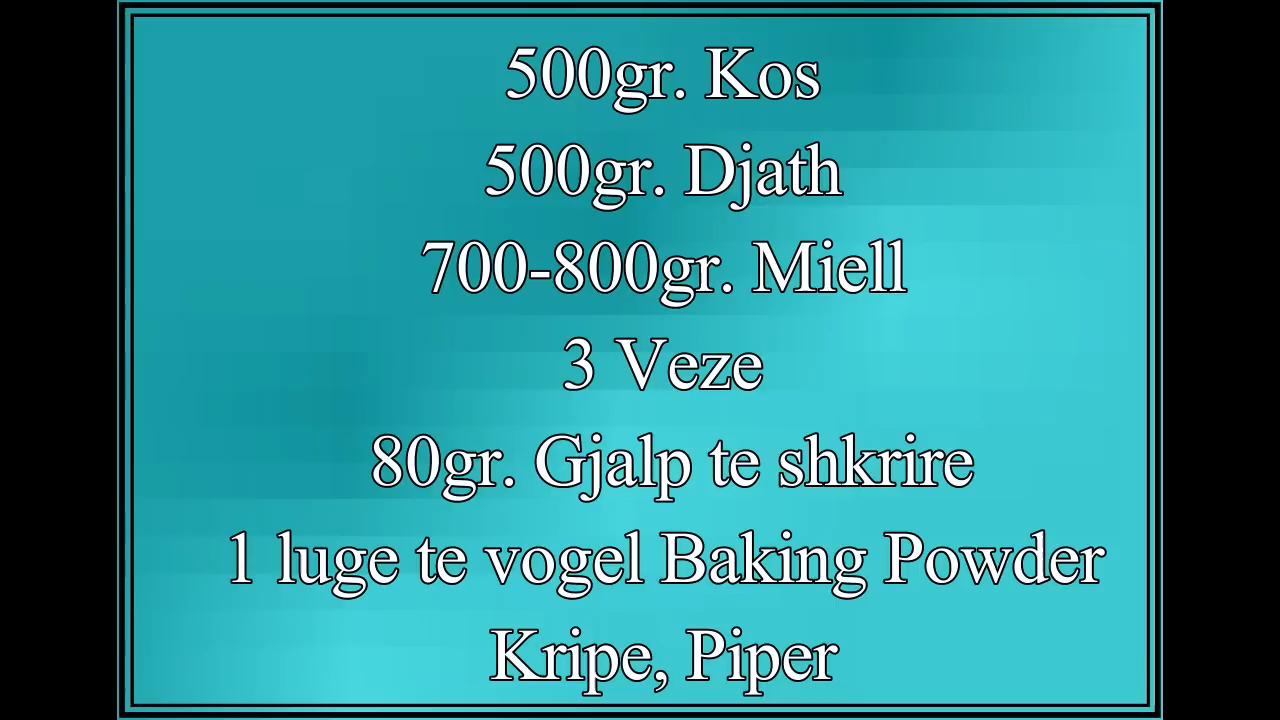 500gr. Kos
500gr. Djath
700-800gr. Miell
3 Veze
80gr. Gjalp te shkrire
1 luge te vogel Baking Powder
Kripe, Piper